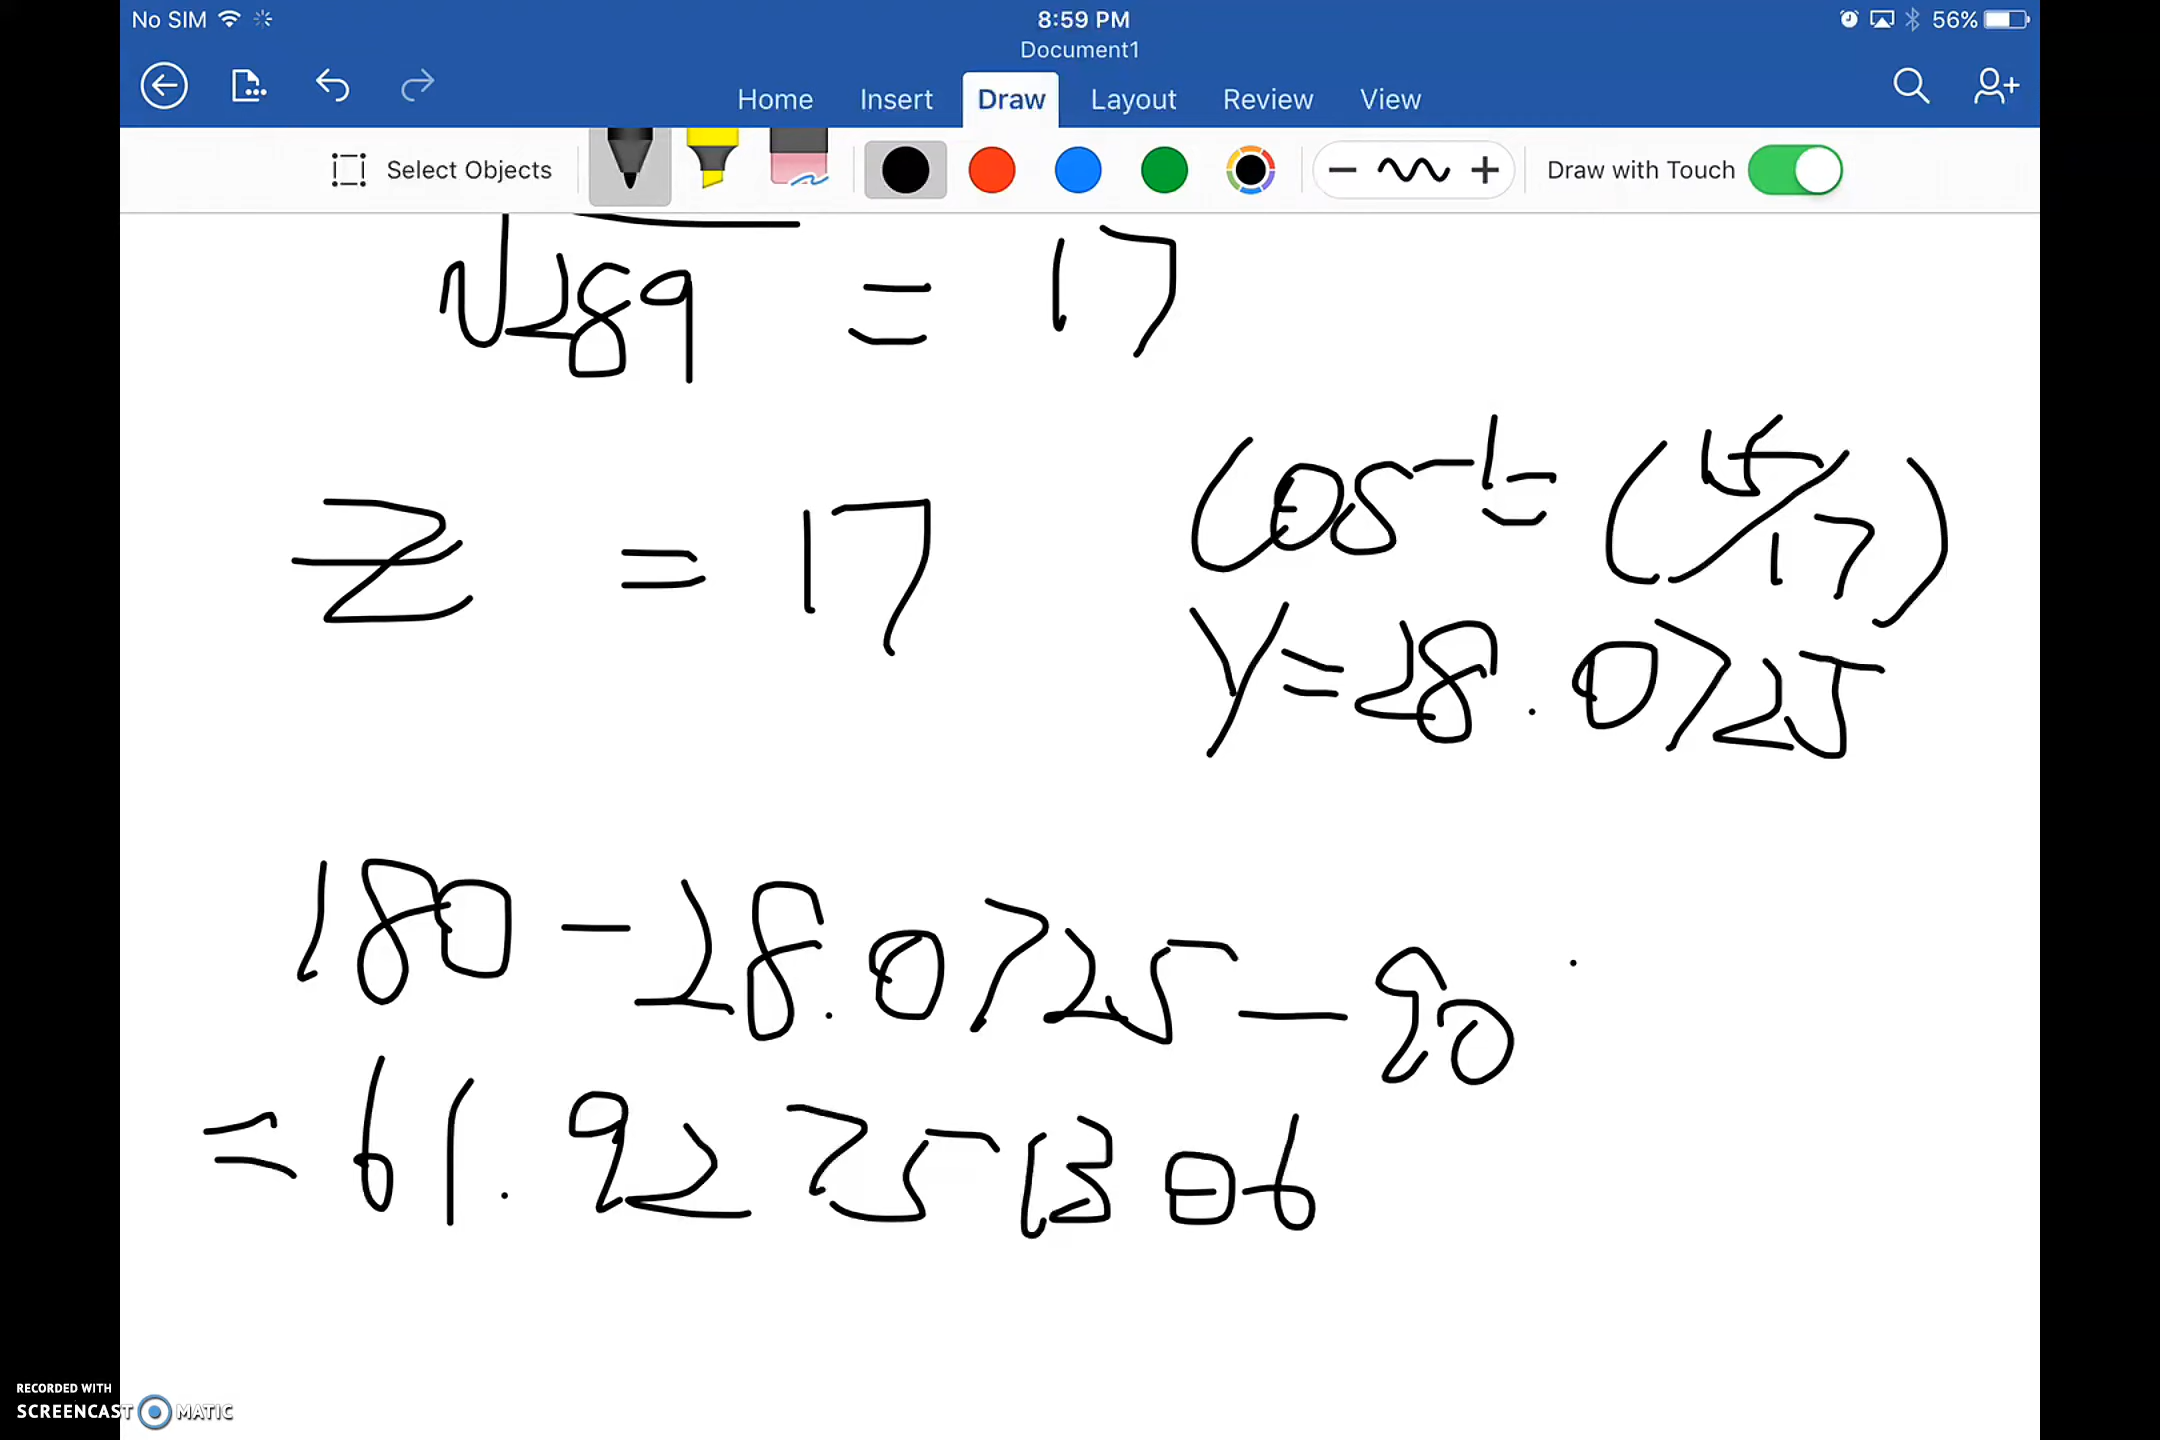 No SIM 8:59 PM 56%
Document1
Home Insert Draw Layout Review View
Select Objects Draw with Touch
√289 = 17
cos⁻¹ = (15/17)
z = 17
Y = 28.0725
180 - 28.0725 - 90
= 61.92751306
RECORDED WITH
SCREENCAST MATIC